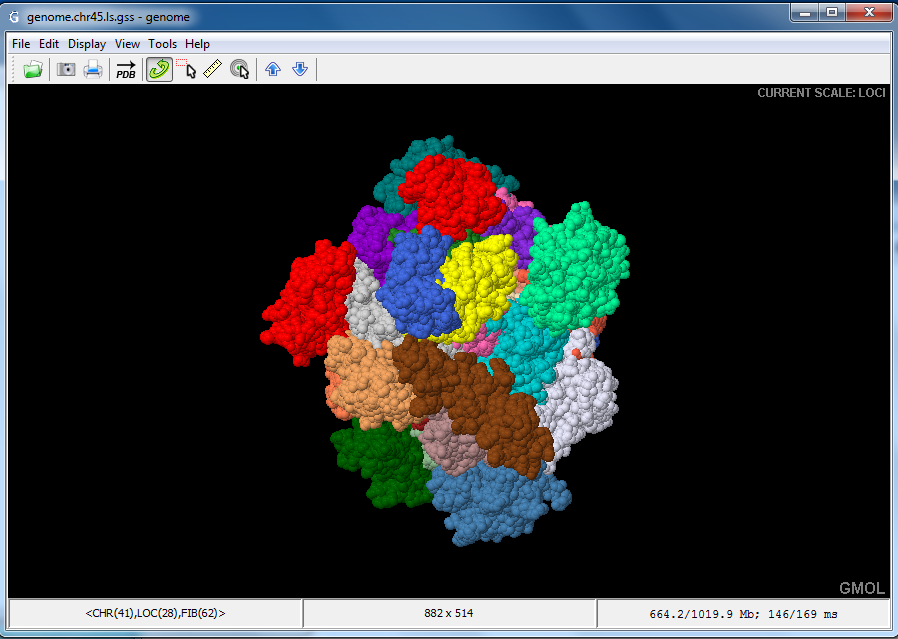 genome.chr45.ls.gss - genome
File Edit Display View Tools Help
PDB
CURRENT SCALE: LOCI
GMOL
<CHR(41),LOC(28),FIB(62)> 882 x 514 664.2/1019.9 Mb; 146/169 ms